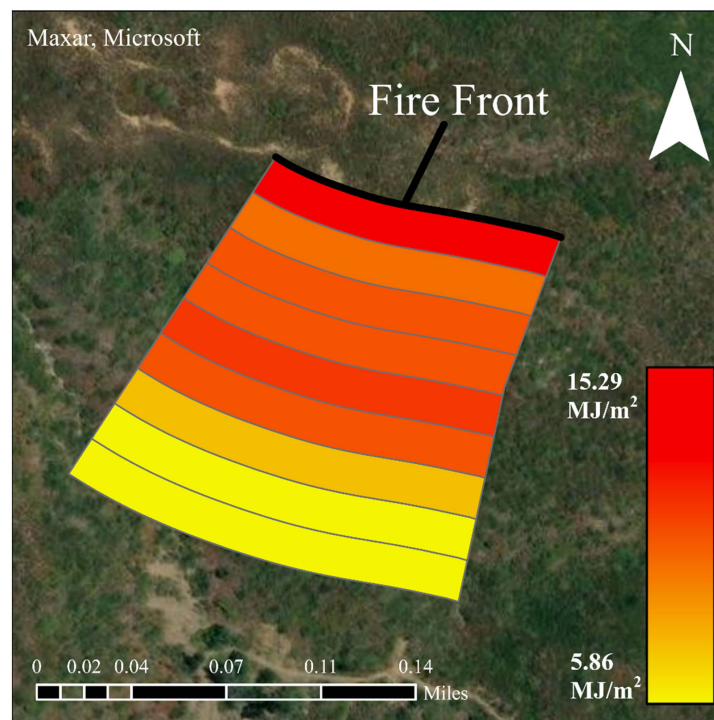 Maxar, Microsoft
N
Fire Front
15.29
MJ/m²
5.86
MJ/m²
0 0.02 0.04 0.07 0.11 0.14
Miles